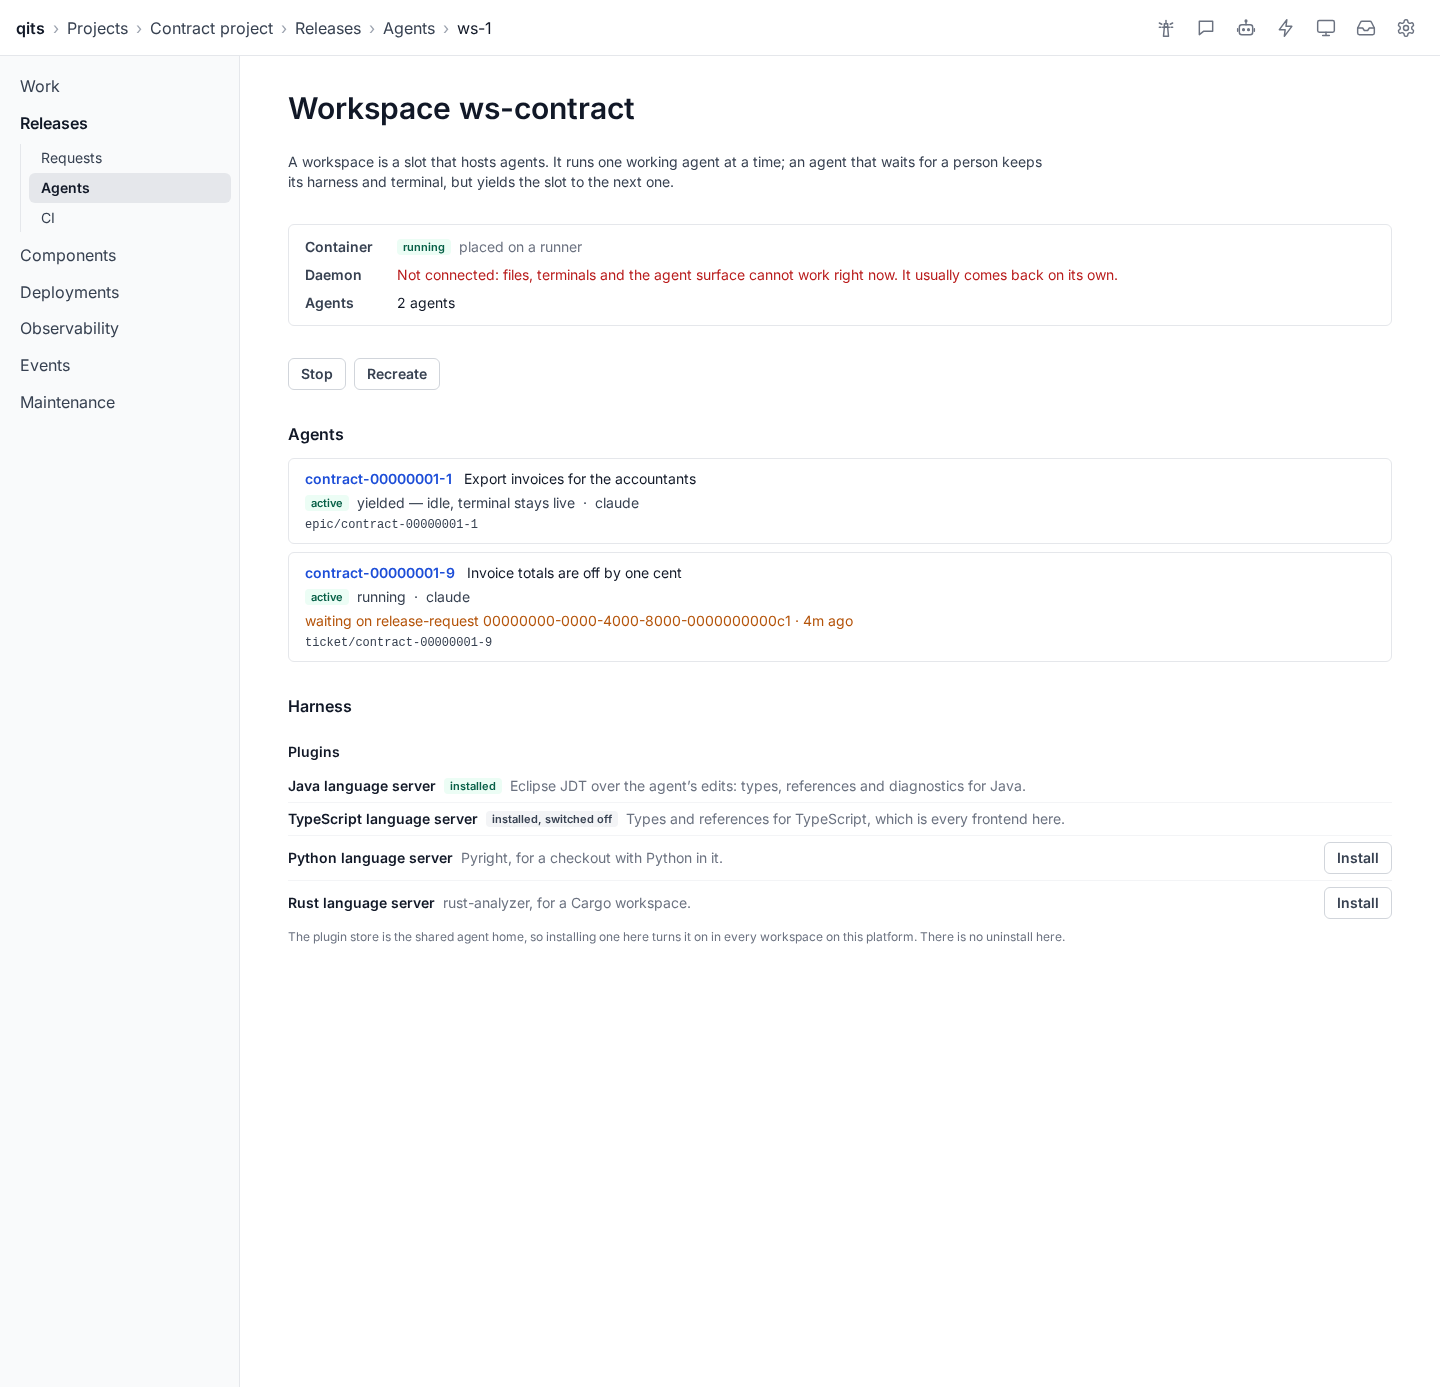 qits › Projects › Contract project › Releases › Agents › ws-1
Work
Releases
Requests
Agents
CI
Components
Deployments
Observability
Events
Maintenance
Workspace ws-contract
A workspace is a slot that hosts agents. It runs one working agent at a time; an agent that waits for a person keeps
its harness and terminal, but yields the slot to the next one.
Container running placed on a runner
Daemon Not connected: files, terminals and the agent surface cannot work right now. It usually comes back on its own.
Agents 2 agents
Stop Recreate
Agents
contract-00000001-1 Export invoices for the accountants
active yielded — idle, terminal stays live · claude
epic/contract-00000001-1
contract-00000001-9 Invoice totals are off by one cent
active running · claude
waiting on release-request 00000000-0000-4000-8000-0000000000c1 · 4m ago
ticket/contract-00000001-9
Harness
Plugins
Java language server installed Eclipse JDT over the agent’s edits: types, references and diagnostics for Java.
TypeScript language server installed, switched off Types and references for TypeScript, which is every frontend here.
Python language server Pyright, for a checkout with Python in it. Install
Rust language server rust-analyzer, for a Cargo workspace. Install
The plugin store is the shared agent home, so installing one here turns it on in every workspace on this platform. There is no uninstall here.